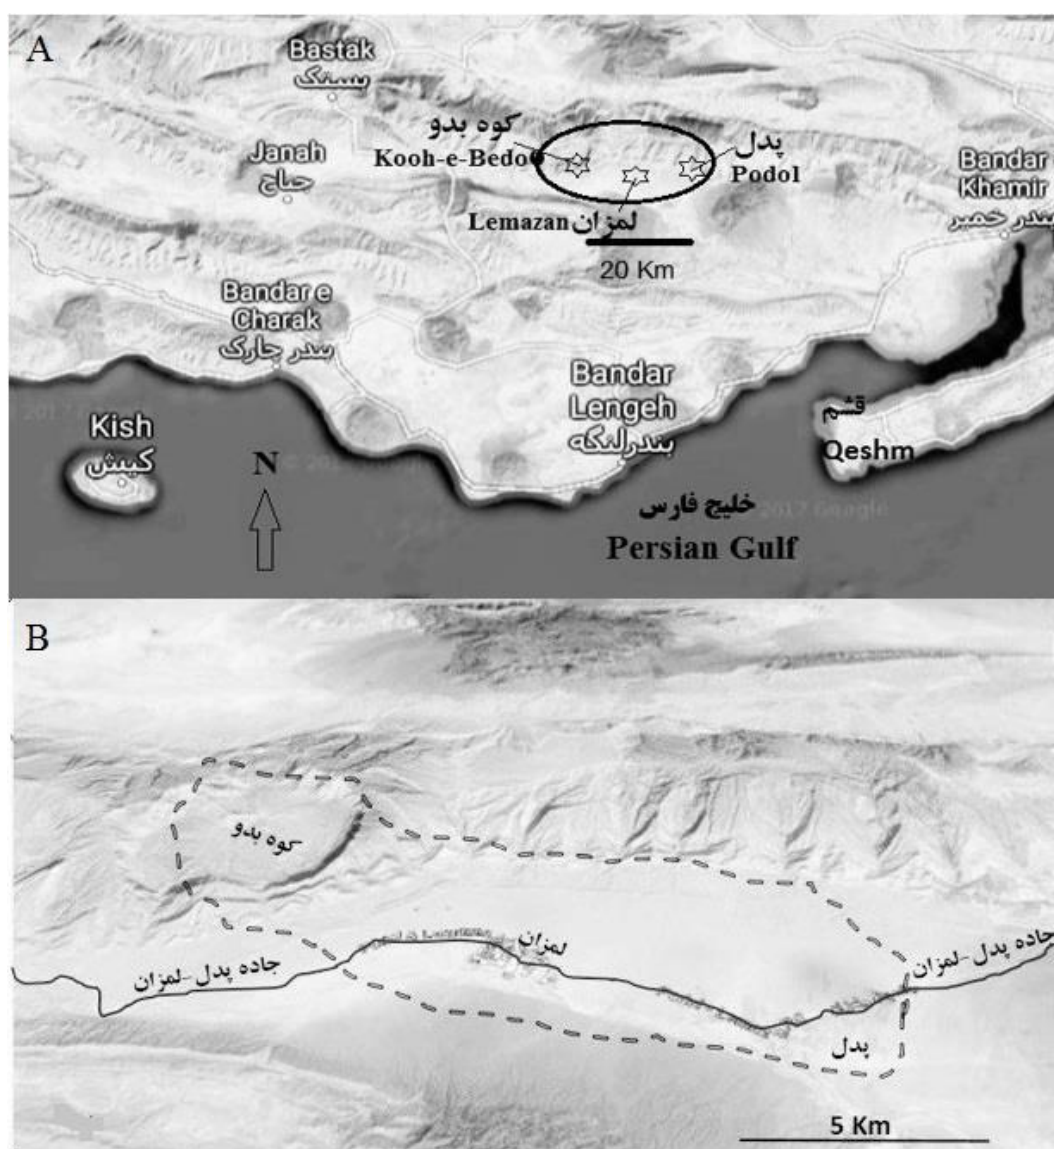 A
Bastak
بستک
کوه بدو
Kooh-e-Bedo
پدل
Podol
Janah
جناح
Bandar
Khamir
بندر خمیر
Lemazan لمزان
20 Km
Bandar e
Charak
بندر چارک
Bandar
Lengeh
بندرلنگه
قشم
Qeshm
Kish
کیش
N
خلیج فارس
2017 Google
Persian Gulf
B
کوه بدو
لمزان
جاده پدل-لمزان
جاده پدل-لمزان
پدل
5 Km